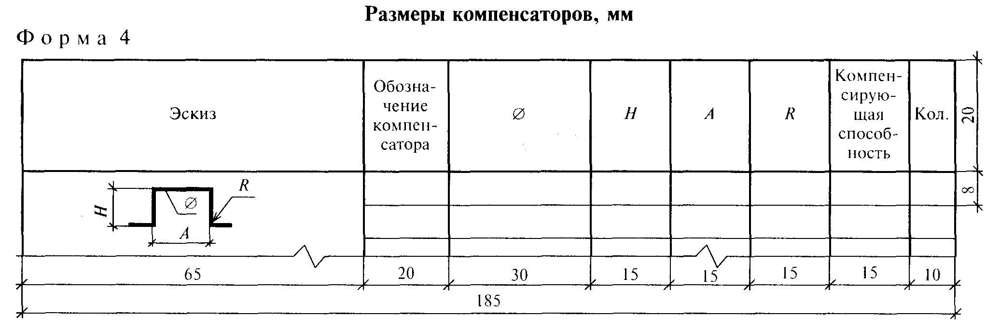 Размеры компенсаторов, мм
Форма 4
Эскиз
Обозна-
чение
компен-
сатора
∅
H
A
R
Компен-
сирую-
щая
способ-
ность
Кол.
20
8
H
∅
R
A
65
20
30
15
15
15
15
10
185